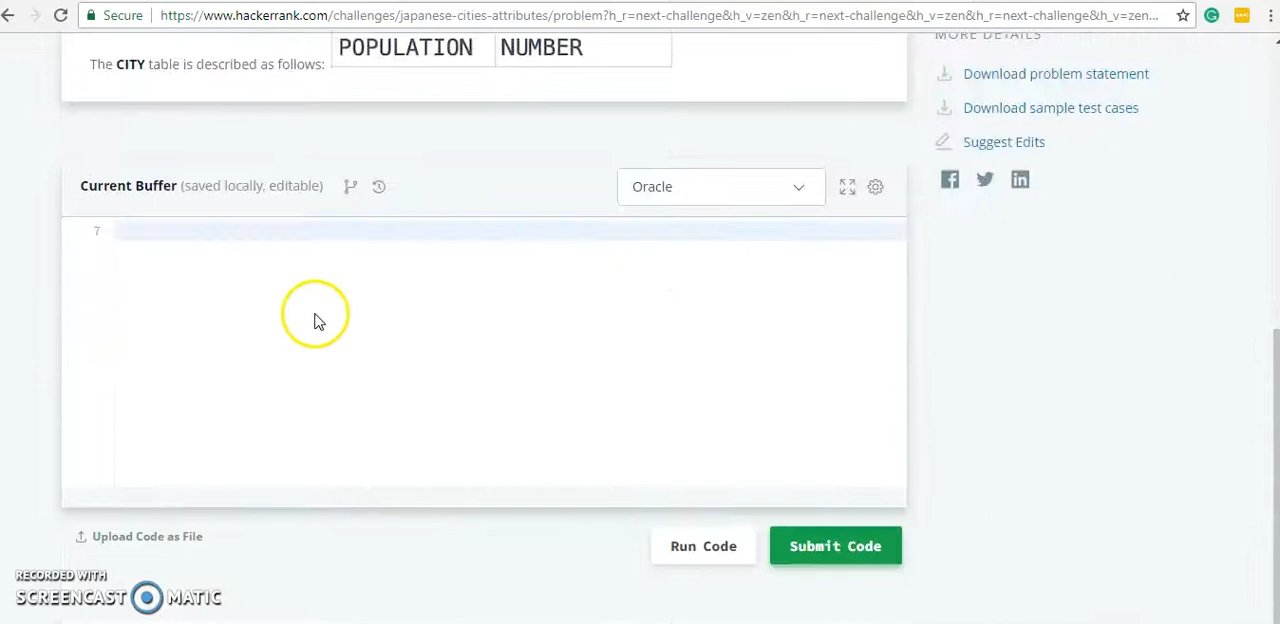 Secure
https://www.hackerrank.com/challenges/japanese-cities-attributes/problem?h_r=next-challenge&h_v=zen&h_r=next-challenge&h_v=zen&h_r=next-challenge&h_v=zen...
POPULATION NUMBER
The CITY table is described as follows:
MORE DETAILS
Download problem statement
Download sample test cases
Suggest Edits
Current Buffer (saved locally, editable)
Oracle
7
Upload Code as File
Run Code
Submit Code
RECORDED WITH
SCREENCAST MATIC